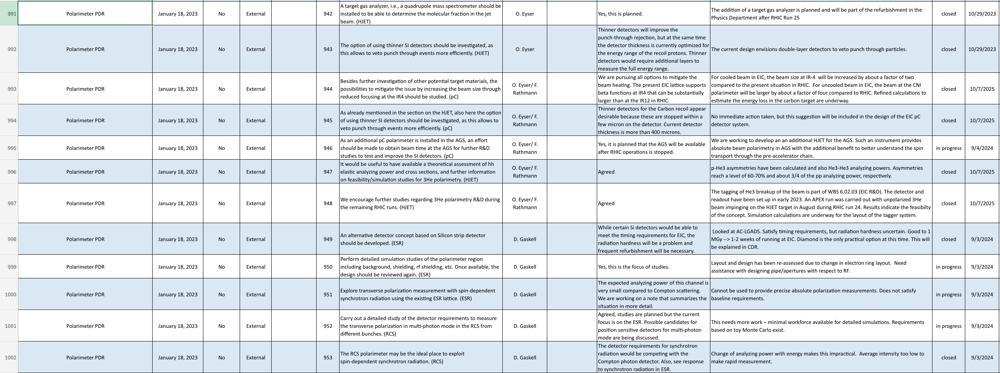 991 Polarimeter PDR January 18, 2023 No External 942
A target gas analyzer, i.e., a quadrupole mass spectrometer should be
installed to be able to determine the molecular fraction in the jet
beam. (HJET)
O. Eyser
Yes, this is planned.
The addition of a target gas analyzer is planned and will be part of the refurbishment in the
Physics Department after RHIC Run 25
closed 10/29/2023
992 Polarimeter PDR January 18, 2023 No External 943
The option of using thinner SI detectors should be investigated, as
this allows to veto punch through events more efficiently. (HJET)
O. Eyser
Thinner detectors will improve the
punch-through rejection, but at the same time
the detector thickness is currently optimized for
the energy range of the recoil protons. Thinner
detectors would require additional layers to
measure the full energy range.
The current design envisions double-layer detectors to veto punch through particles.
closed 10/29/2023
993 Polarimeter PDR January 18, 2023 No External 944
Besides further investigation of other potential target materials, the
possibilities to mitigate the issue by increasing the beam size through
reduced focusing at the IR4 should be studied. (pC)
O. Eyser/ F.
Rathmann
We are pursuing all options to mitigate the
beam heating. The present EIC lattice supports
beta functions at IR4 that can be substantially
larger than at the IR12 in RHIC.
For cooled beam in EIC, the beam size at IR-4  will be increased by about a factor of two
compared to the present situation in RHIC.  For uncooled beam in EIC, the beam at the CNI
polarimeter will be larger by about a factor of four compared to RHIC. Refined calculations to
estimate the energy loss in the carbon target are underway.
closed 10/7/2025
994 Polarimeter PDR January 18, 2023 No External 945
As already mentioned in the section on the HJET, also here the option
of using thinner SI detectors should be investigated, as this allows to
veto punch through events more efficiently. (pC)
O. Eyser/ F.
Rathmann
Thinner detectors for the Carbon recoil appear
desirable because these are stopped within a
few micron on the detector. Current detector
thickness is more than 400 microns.
No immediate action taken, but this suggestion will be included in the design of the EIC pC
detector system.
closed 10/7/2025
995 Polarimeter PDR January 18, 2023 No External 946
As an additional pC polarimeter is installed in the AGS, an effort
should be made to obtain beam time at the AGS for further R&D
studies to test and improve the SI detectors. (pC)
O. Eyser/ F.
Rathmann
Yes, it is planned that the AGS will be available
after RHIC operations is stopped.
We are working to develop an an additional HJET for the AGS. Such an instrument provides
absolute beam polarimetry in AGS with the additional benefit to better understand the spin
transport through the pre-accelerator chain.
in progress 9/4/2024
996 Polarimeter PDR January 18, 2023 No External 947
It would be useful to have available a theoretical assessment of hh
elastic analyzing power and cross sections, and further information
on feasibility/simulation studies for 3He polarimetry. (HJET)
O. Eyser/ F.
Rathmann
Agreed
p-He3 asymmetries have been calculated and also He3-He3 analyzing powers. Asymmetries
reach a level of 60-70% and about 3/4 of the pp analyzing power, respectively.
closed 10/7/2025
997 Polarimeter PDR January 18, 2023 No External 948
We encourage further studies regarding 3He polarimetry R&D during
the remaining RHIC runs. (HJET)
O. Eyser/ F.
Rathmann
Agreed
The tagging of He3 breakup of the beam is part of WBS 6.02.03 (EIC R&D). The detector and
readout have been set up in early 2023. An APEX run was carried out with unpolarized 3He
beam impinging on the HJET target in August during RHIC run 24. Results indicate the feasibilty
of the concept. Simulation calculations are underway for the layout of the tagger system.
closed 10/7/2025
998 Polarimeter PDR January 18, 2023 No External 949
An alternative detector concept based on Silicon strip detector
should be developed. (ESR)
D. Gaskell
While certain Si detectors would be able to
meet the timing requirements for EIC, the
radiation hardness will be a problem and
frequent refurbishment will be necessary.
Looked at AC-LGADS. Satisfy timing requirements, but radiation hardness uncertain. Good to 1
MGy --> 1-2 weeks of running at EIC. Diamond is the only practical option at this time. This will
be explained in CDR.
closed 9/3/2024
999 Polarimeter PDR January 18, 2023 No External 950
Perform detailed simulation studies of the polarimeter region
including background, shielding, rf shielding, etc. Once available, the
design should be reviewed again. (ESR)
D. Gaskell
Yes, this is the focus of studies.
Layout and design has been re-assessed due to change in electron ring layout.  Need
assistance with designing pipe/apertures with respect to RF.
in progress 9/3/2024
1000 Polarimeter PDR January 18, 2023 No External 951
Explore transverse polarization measurement with spin-dependent
synchrotron radiation using the existing ESR lattice. (ESR)
D. Gaskell
The expected analyzing power of this channel is
very small compared to Compton scattering.
We are working on a note that summarizes the
situation in more detail.
Cannot be used to provide precise absolute polarization measurements. Does not satisfy
baseline requirements.
in progress 9/3/2024
1001 Polarimeter PDR January 18, 2023 No External 952
Carry out a detailed study of the detector requirements to measure
the transverse polarization in multi-photon mode in the RCS from
different bunches. (RCS)
D. Gaskell
Agreed, studies are planned but the current
focus is on the ESR. Possible candidates for
position sensitive detectors for multi-photon
mode are being discussed.
This needs more work – minimal workforce available for detailed simulations. Requirements
based on toy Monte Carlo exist.
in progress 9/3/2024
1002 Polarimeter PDR January 18, 2023 No External 953
The RCS polarimeter may be the ideal place to exploit
spin-dependent synchrotron radiation. (RCS)
D. Gaskell
The detector requirements for synchrotron
radiation would be competing with the
Compton photon detector. Also, see response
to synchrotron radiation in ESR.
Change of analyzing power with energy makes this impractical.  Average intensity too low to
make rapid measurement.
closed 9/3/2024